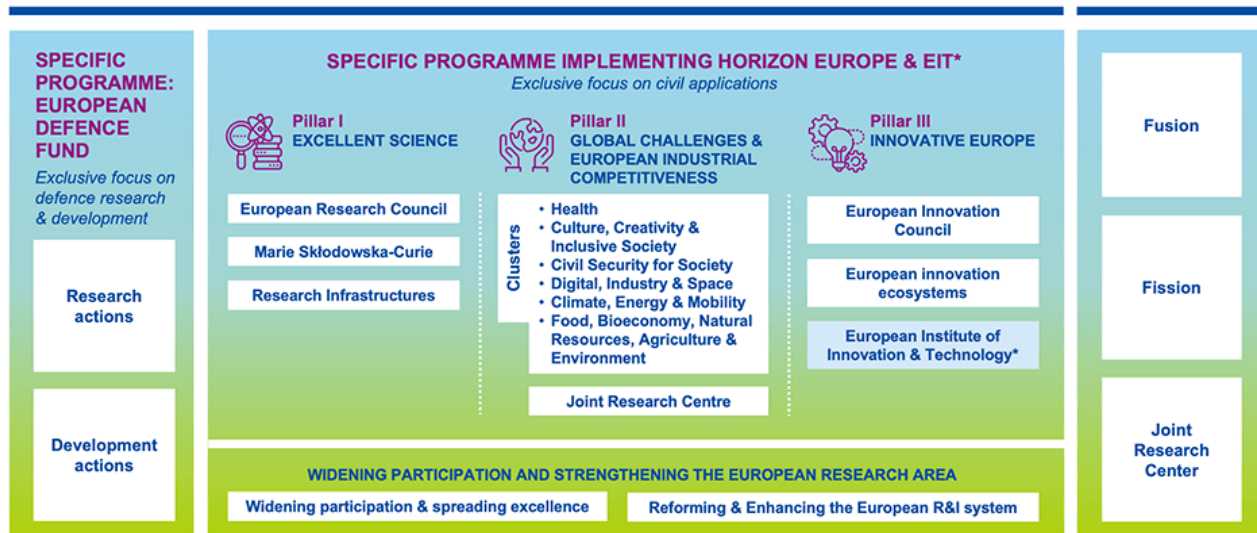 SPECIFIC
PROGRAMME:
EUROPEAN
DEFENCE
FUND
Exclusive focus on
defence research
& development
Research
actions
Development
actions
SPECIFIC PROGRAMME IMPLEMENTING HORIZON EUROPE & EIT*
Exclusive focus on civil applications
Pillar I
EXCELLENT SCIENCE
European Research Council
Marie Skłodowska-Curie
Research Infrastructures
Pillar II
GLOBAL CHALLENGES &
EUROPEAN INDUSTRIAL
COMPETITIVENESS
Clusters
• Health
• Culture, Creativity &
Inclusive Society
• Civil Security for Society
• Digital, Industry & Space
• Climate, Energy & Mobility
• Food, Bioeconomy, Natural
Resources, Agriculture &
Environment
Joint Research Centre
Pillar III
INNOVATIVE EUROPE
European Innovation
Council
European innovation
ecosystems
European Institute of
Innovation & Technology*
WIDENING PARTICIPATION AND STRENGTHENING THE EUROPEAN RESEARCH AREA
Widening participation & spreading excellence
Reforming & Enhancing the European R&I system
Fusion
Fission
Joint
Research
Center